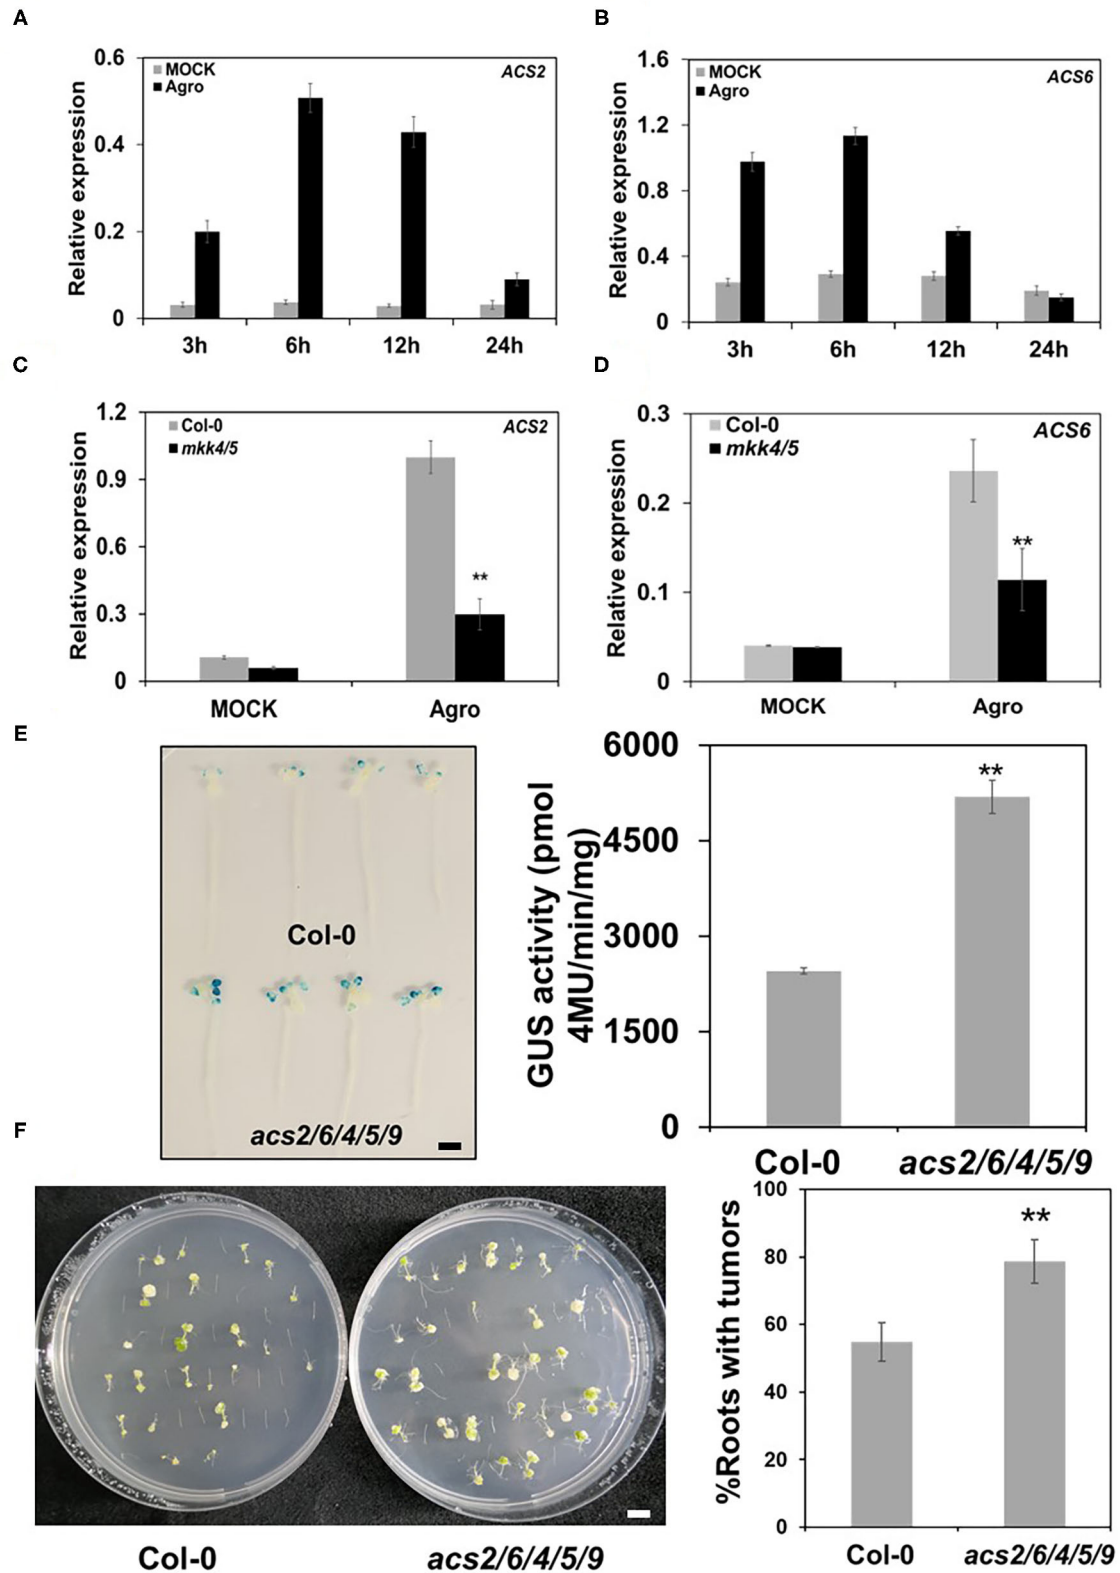 A
0.6
0.4
0.2
0
Relative expression
MOCK
Agro
ACS2
3h 6h 12h 24h
B
1.6
1.2
0.8
0.4
0
Relative expression
MOCK
Agro
ACS6
3h 6h 12h 24h
C
1.2
0.9
0.6
0.3
0
Relative expression
Col-0
mkk4/5
ACS2
**
MOCK Agro
D
0.3
0.2
0.1
0
Relative expression
Col-0
mkk4/5
ACS6
**
MOCK Agro
E
Col-0
acs2/6/4/5/9
GUS activity (pmol
4MU/min/mg)
6000
4500
3000
1500
0
**
Col-0 acs2/6/4/5/9
F
Col-0 acs2/6/4/5/9
%Roots with tumors
100
80
60
40
20
0
**
Col-0 acs2/6/4/5/9